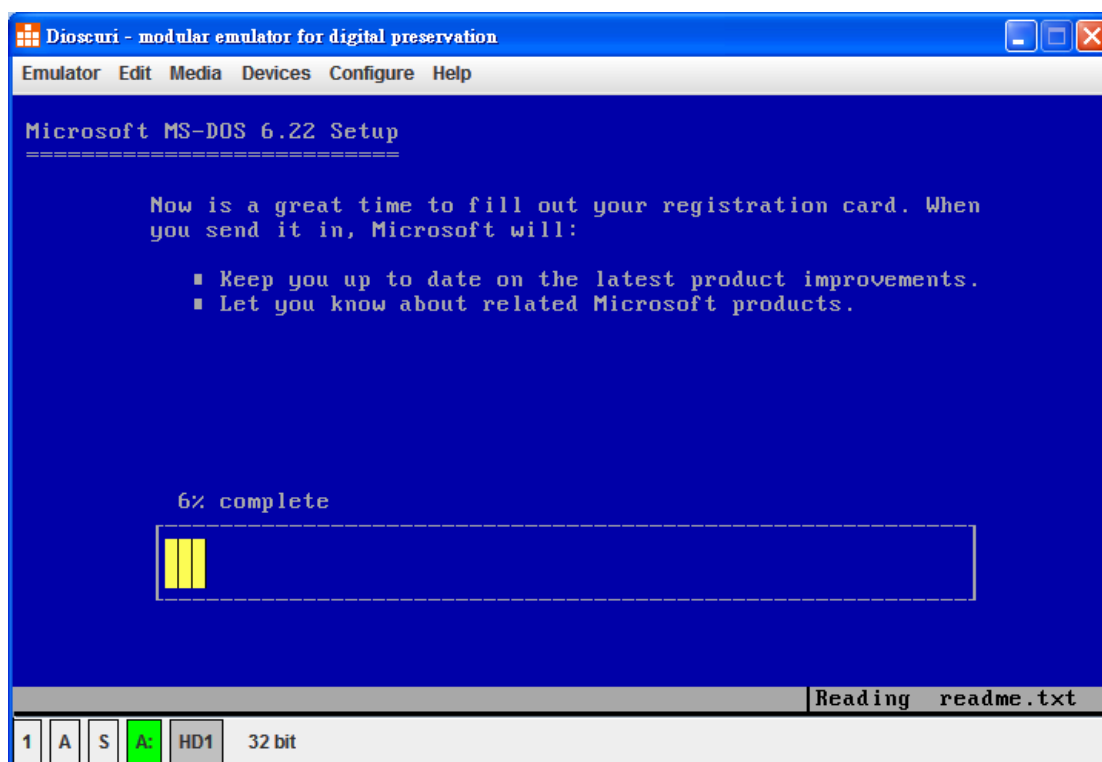 Dioscuri - modular emulator for digital preservation
Emulator Edit Media Devices Configure Help
Microsoft MS-DOS 6.22 Setup
===========================
Now is a great time to fill out your registration card. When
you send it in, Microsoft will:
∎ Keep you up to date on the latest product improvements.
∎ Let you know about related Microsoft products.
6% complete
Reading readme.txt
1 A S A: HD1 32 bit